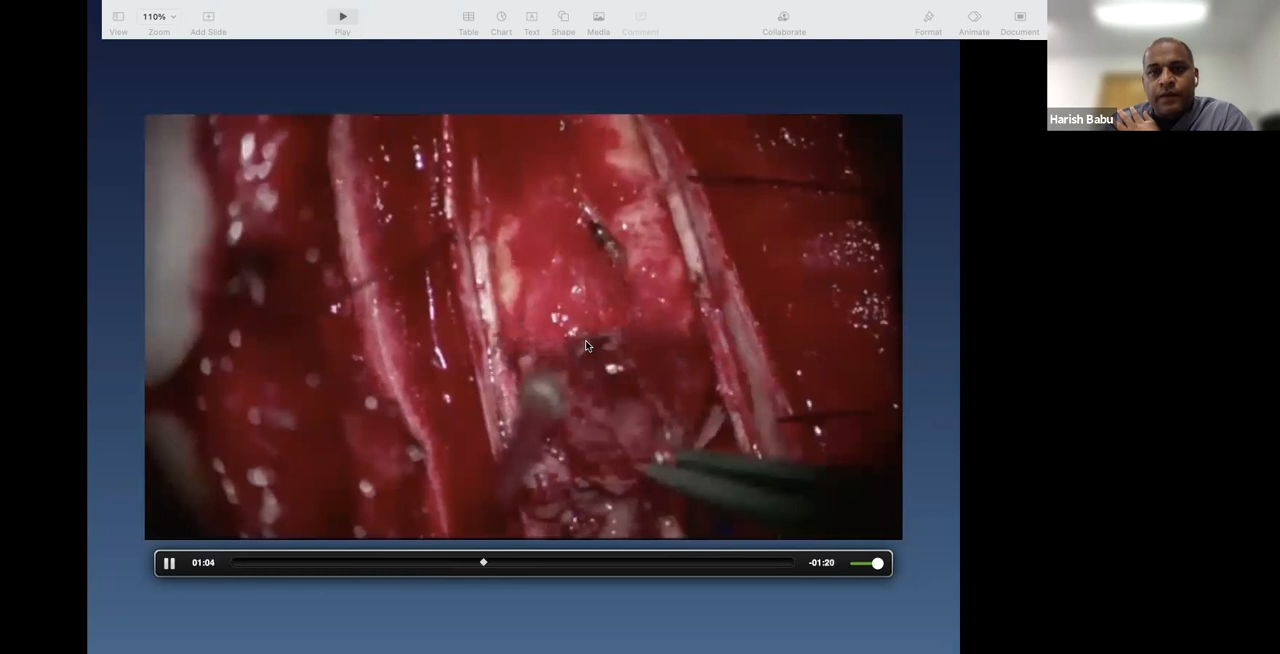 110%
View Zoom Add Slide Play Table Chart Text Shape Media Comment Collaborate Format Animate Document
Harish Babu
01:04 -01:20